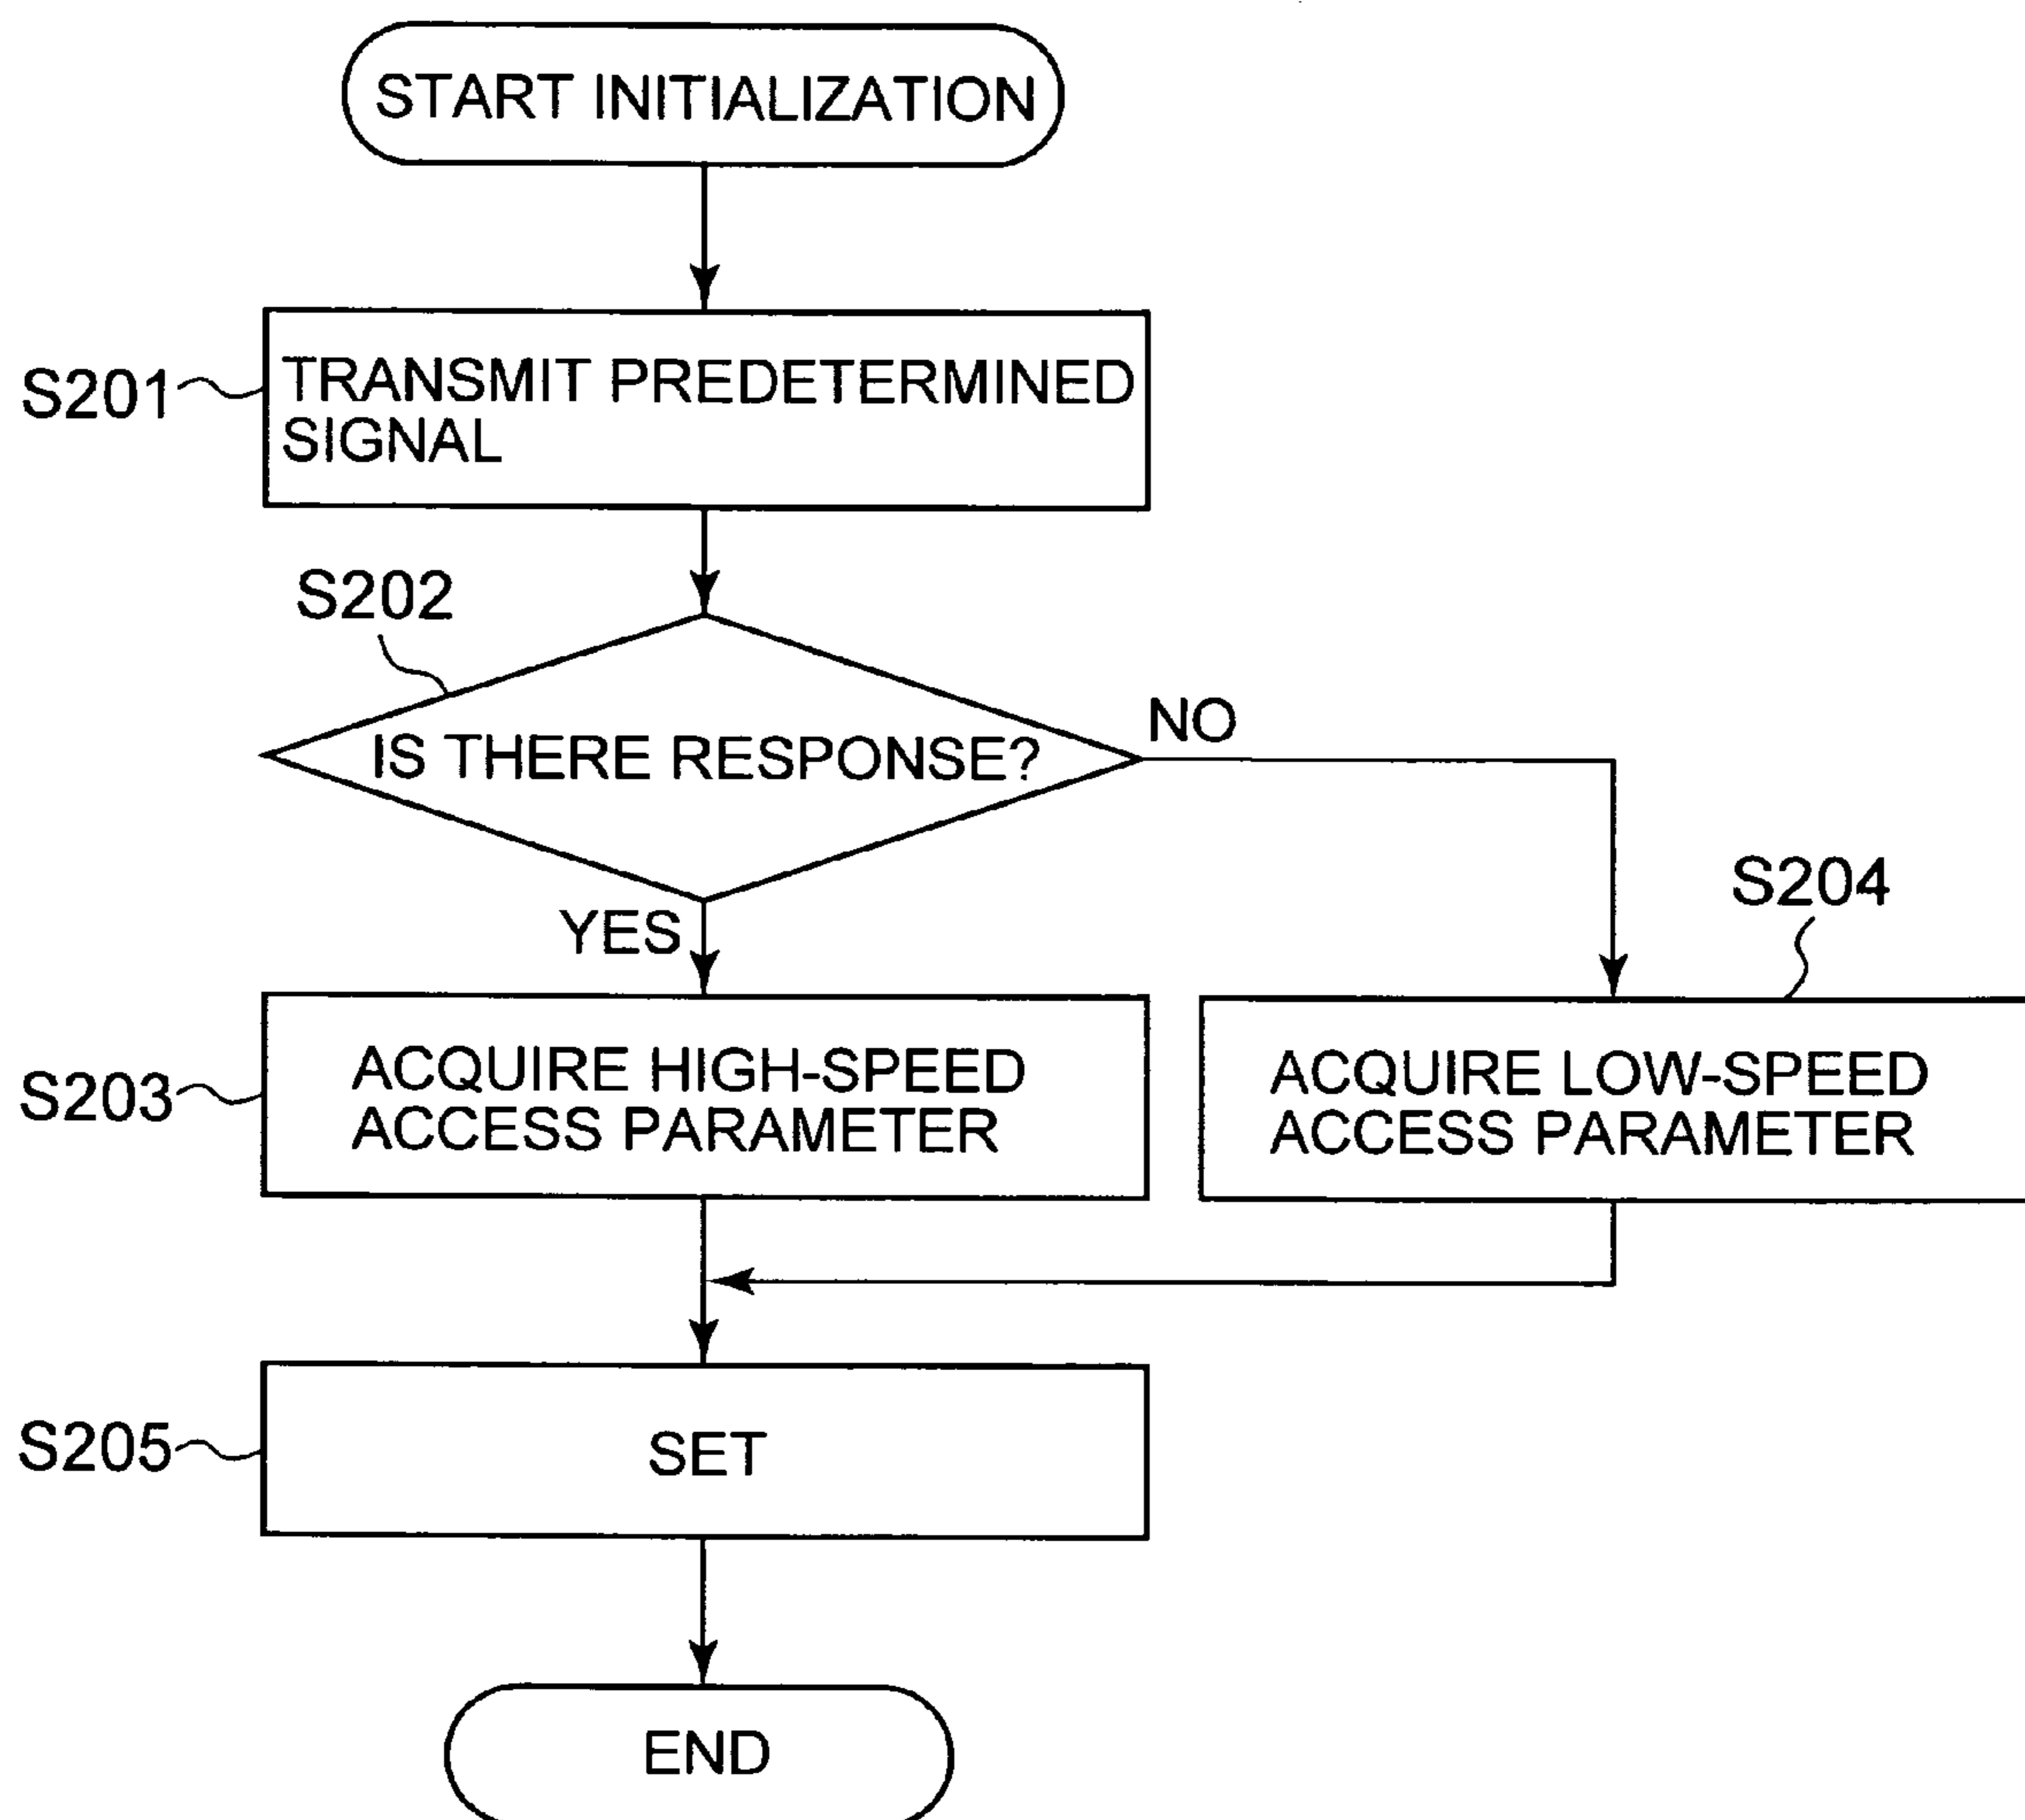 START INITIALIZATION
S201
TRANSMIT PREDETERMINED
SIGNAL
S202
IS THERE RESPONSE?
NO
YES
S204
S203
ACQUIRE HIGH-SPEED
ACCESS PARAMETER
ACQUIRE LOW-SPEED
ACCESS PARAMETER
S205
SET
END